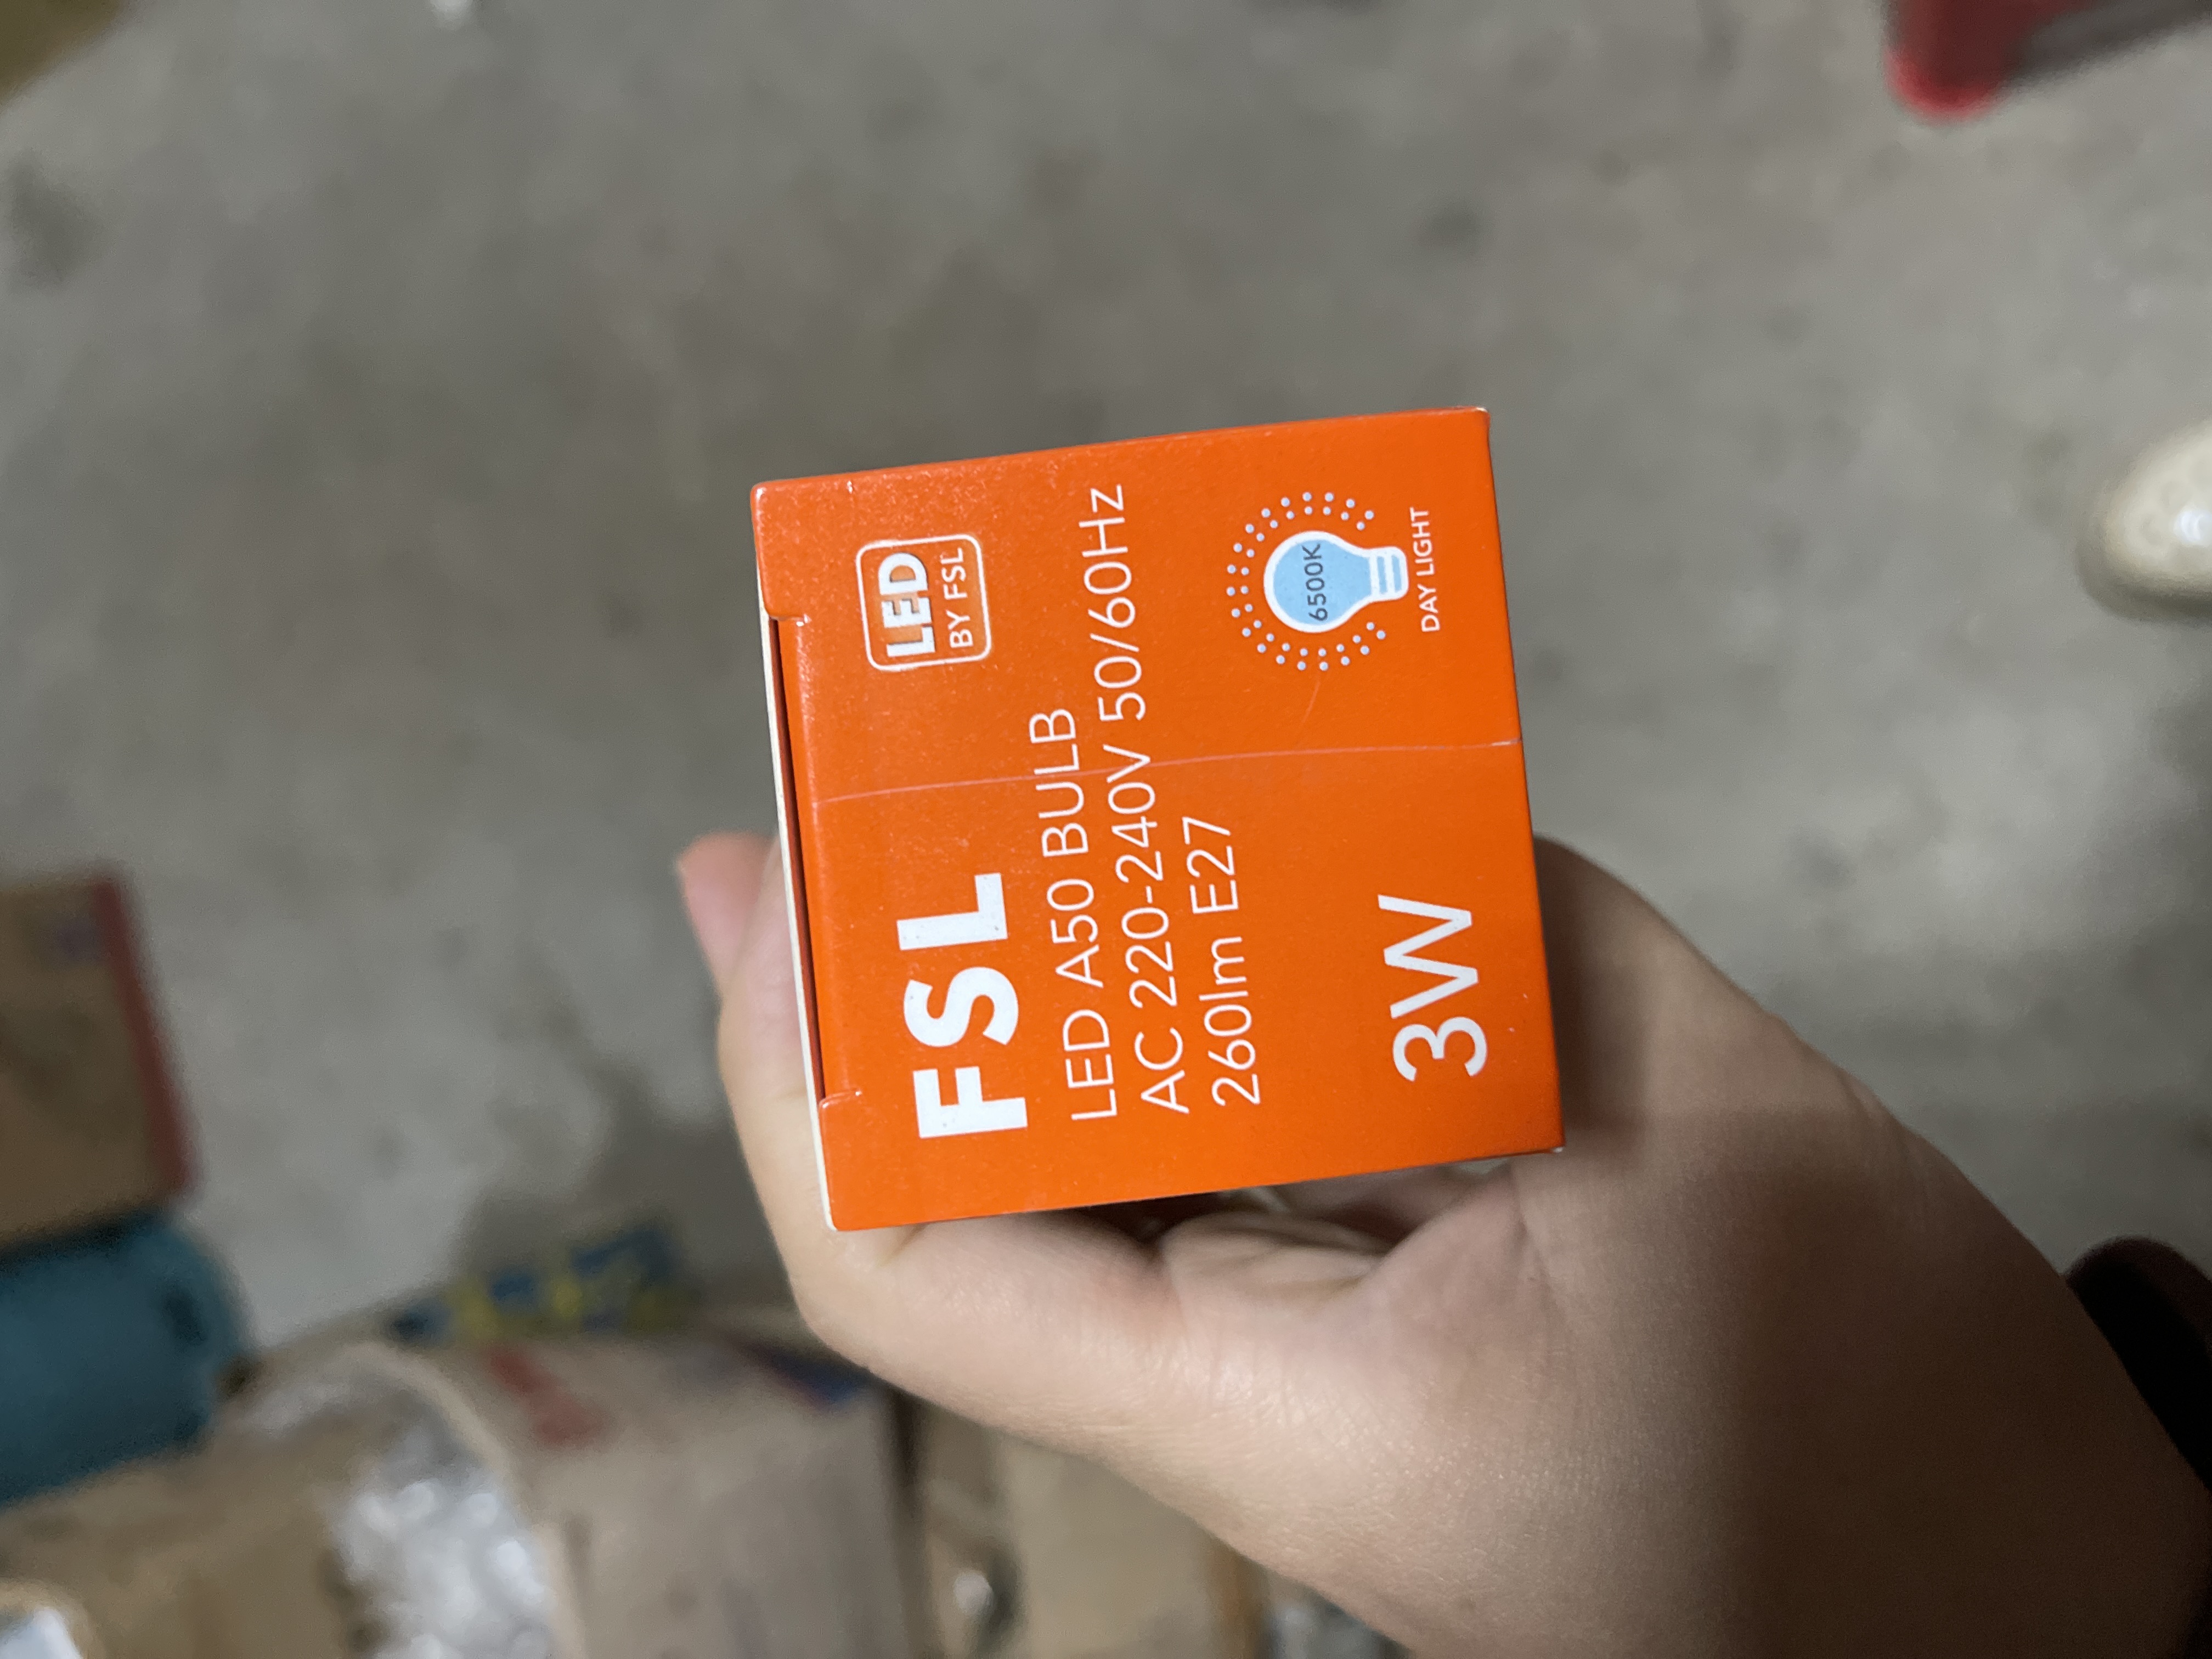 FSL
LED
BY FSL
LED A50 BULB
AC 220-240V 50/60Hz
260lm E27
3W
6500K
DAY LIGHT